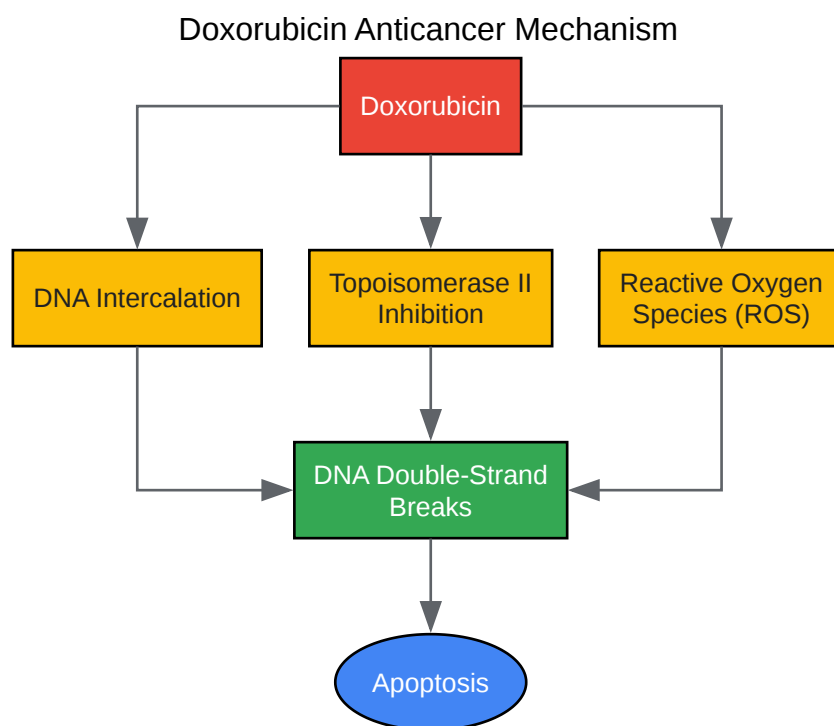 Doxorubicin Anticancer Mechanism
Doxorubicin
DNA Intercalation
Topoisomerase II
Inhibition
Reactive Oxygen
Species (ROS)
DNA Double-Strand
Breaks
Apoptosis